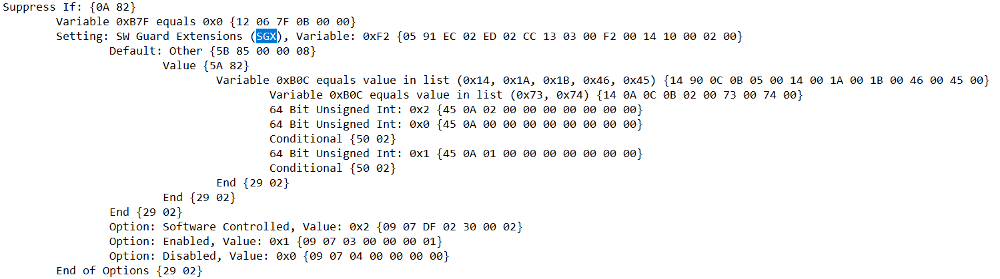 Suppress If: {0A 82}
Variable 0xB7F equals 0x0 {12 06 7F 0B 00 00}
Setting: SW Guard Extensions (SGX), Variable: 0xF2 {05 91 EC 02 ED 02 CC 13 03 00 F2 00 14 10 00 02 00}
Default: Other {5B 85 00 00 08}
Value {5A 82}
Variable 0xB0C equals value in list (0x14, 0x1A, 0x1B, 0x46, 0x45) {14 90 0C 0B 05 00 14 00 1A 00 1B 00 46 00 45 00}
Variable 0xB0C equals value in list (0x73, 0x74) {14 0A 0C 0B 02 00 73 00 74 00}
64 Bit Unsigned Int: 0x2 {45 0A 02 00 00 00 00 00 00 00}
64 Bit Unsigned Int: 0x0 {45 0A 00 00 00 00 00 00 00 00}
Conditional {50 02}
64 Bit Unsigned Int: 0x1 {45 0A 01 00 00 00 00 00 00 00}
Conditional {50 02}
End {29 02}
End {29 02}
End {29 02}
Option: Software Controlled, Value: 0x2 {09 07 DF 02 30 00 02}
Option: Enabled, Value: 0x1 {09 07 03 00 00 00 01}
Option: Disabled, Value: 0x0 {09 07 04 00 00 00 00}
End of Options {29 02}